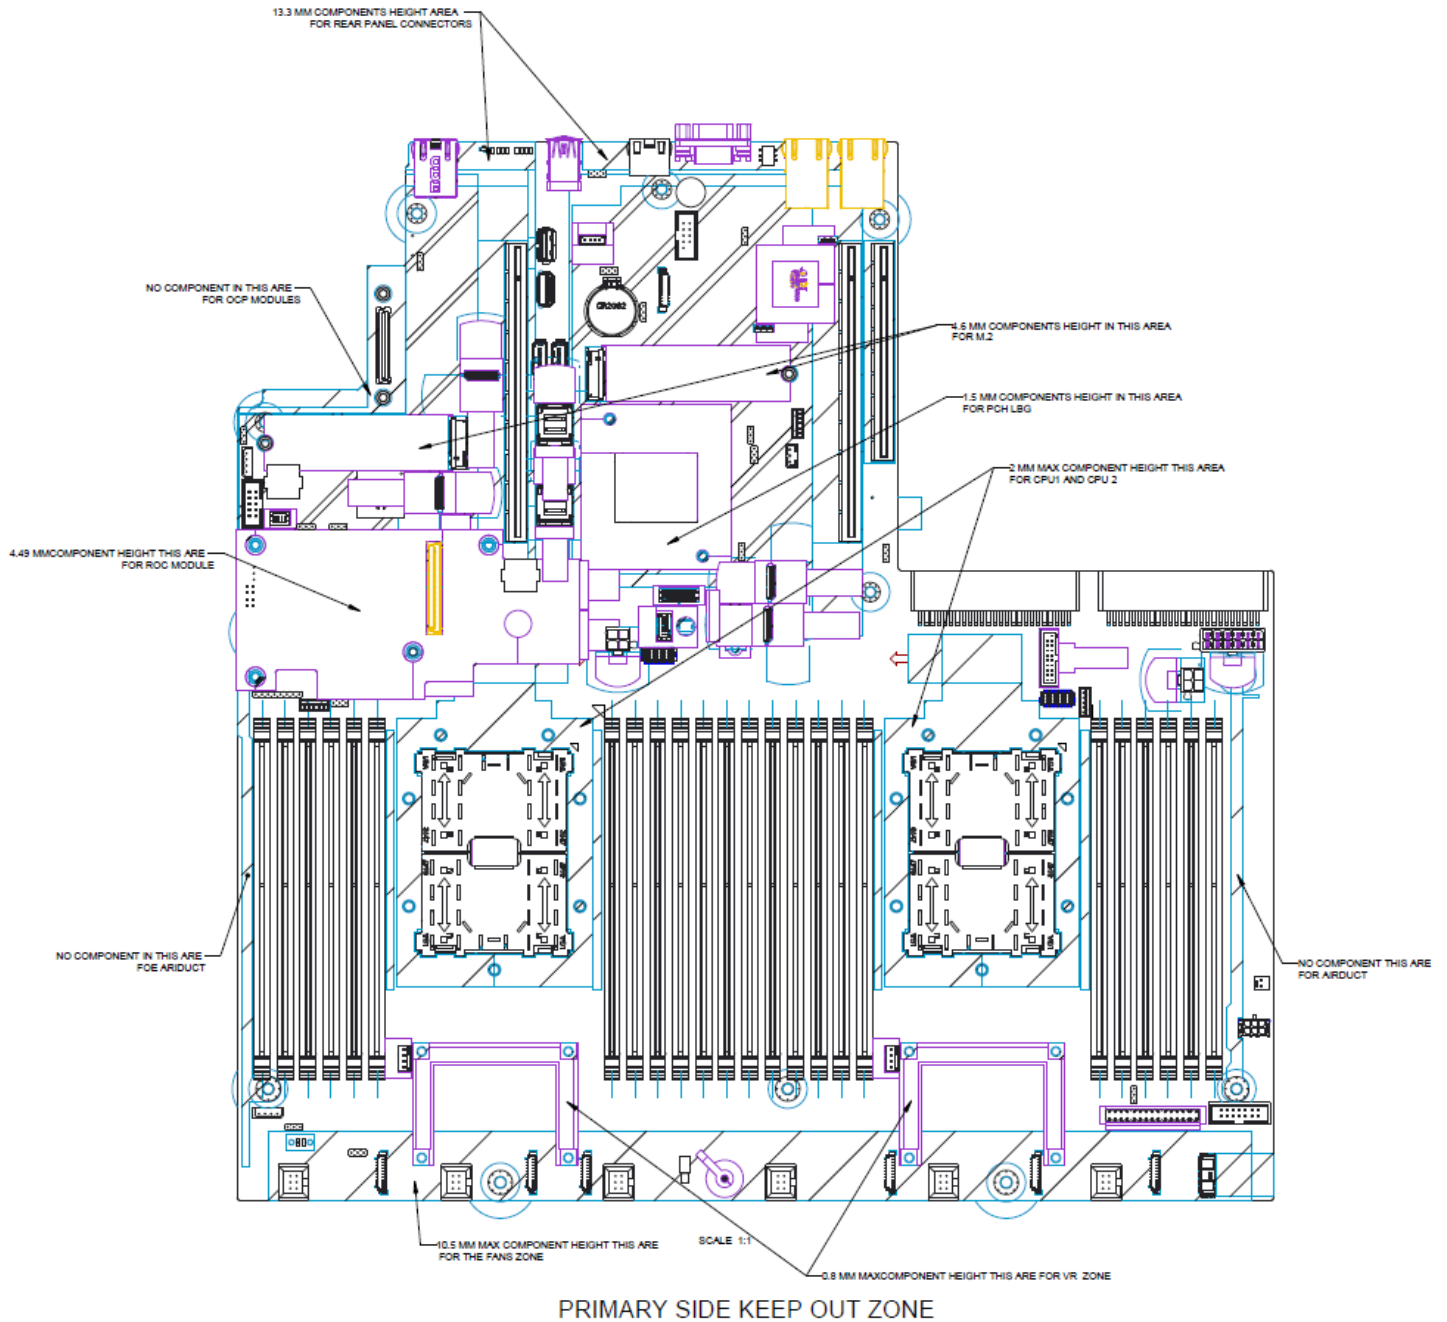 13.3 MM COMPONENTS HEIGHT AREA
FOR REAR PANEL CONNECTORS
NO COMPONENT IN THIS ARE
FOR OCP MODULES
CR2032
4.6 MM COMPONENTS HEIGHT IN THIS AREA
FOR M.2
1.5 MM COMPONENTS HEIGHT IN THIS AREA
FOR PCH LBG
2 MM MAX COMPONENT HEIGHT THIS AREA
FOR CPU1 AND CPU 2
4.49 MMCOMPONENT HEIGHT THIS ARE
FOR ROC MODULE
NO COMPONENT IN THIS ARE
FOE ARIDUCT
NO COMPONENT THIS ARE
FOR AIRDUCT
10.5 MM MAX COMPONENT HEIGHT THIS ARE
FOR THE FANS ZONE
SCALE 1:1
0.8 MM MAXCOMPONENT HEIGHT THIS ARE FOR VR ZONE
PRIMARY SIDE KEEP OUT ZONE